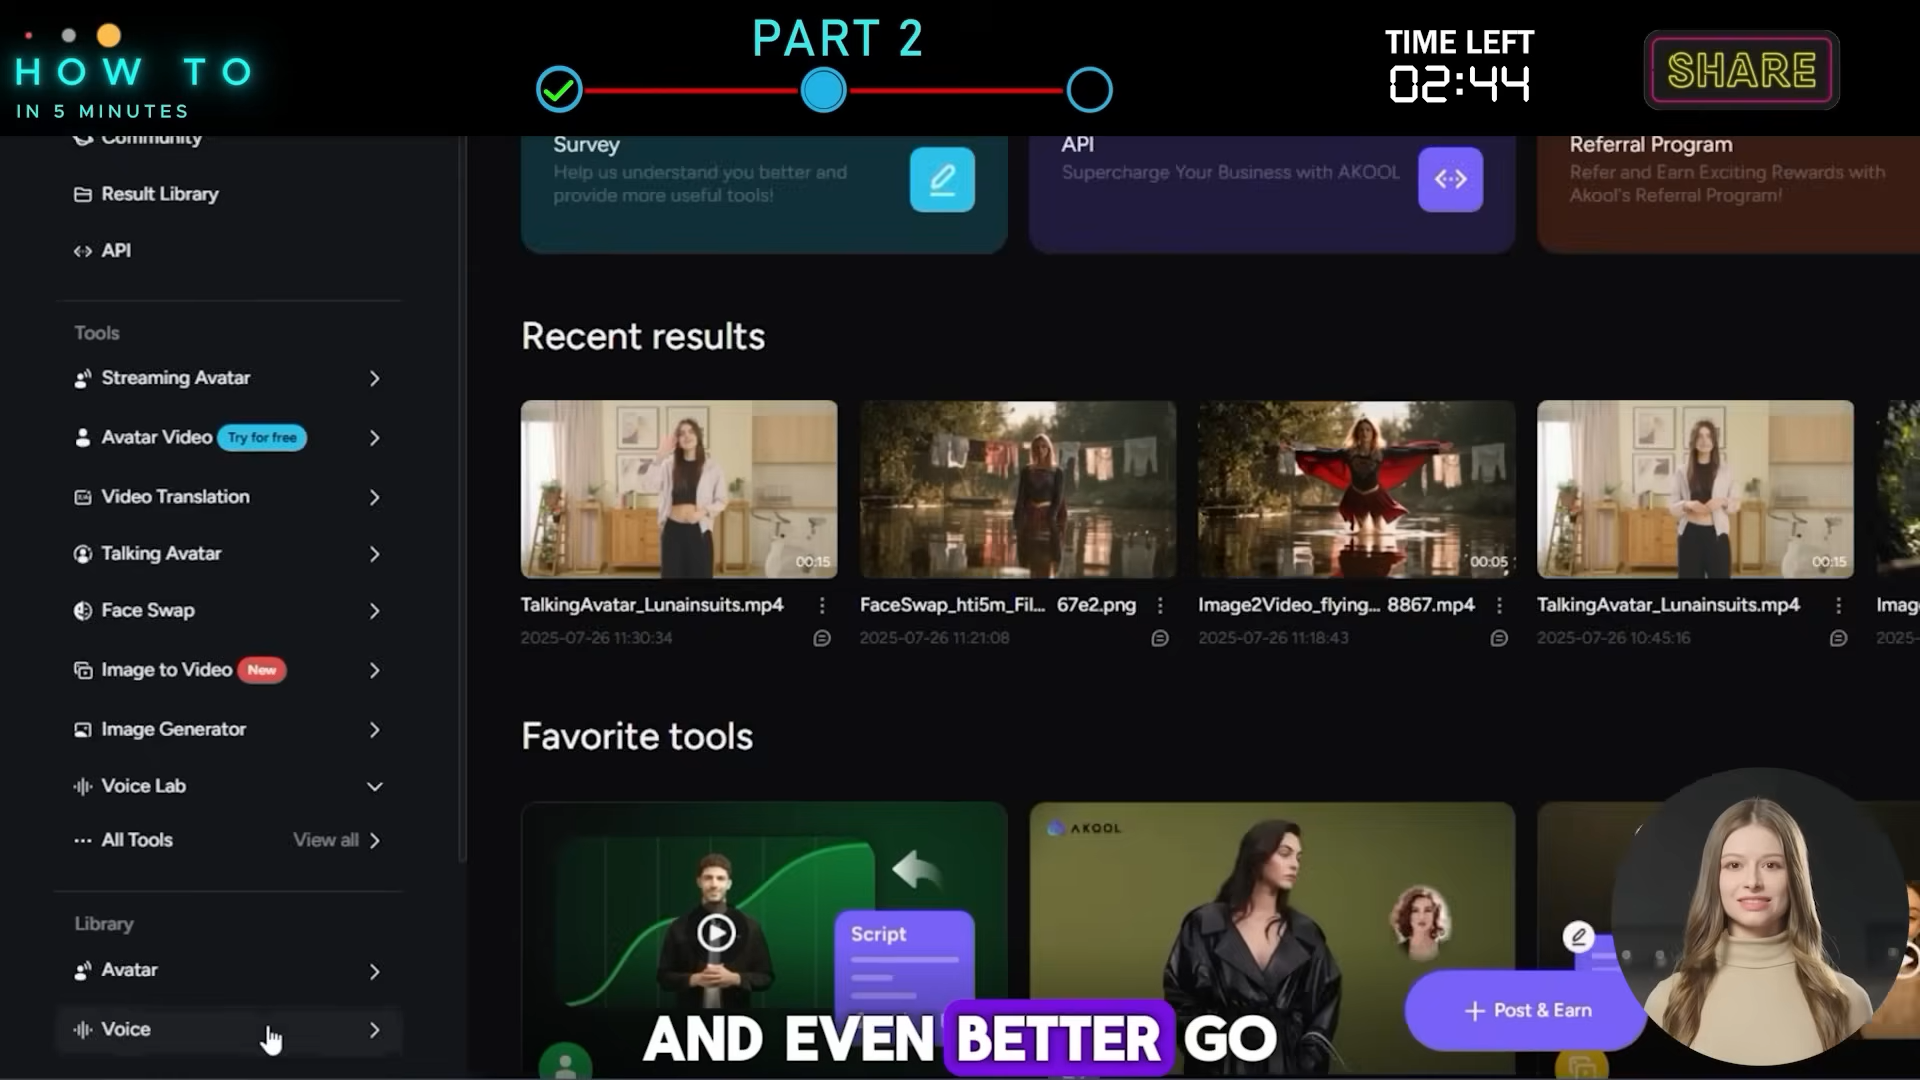 HOW TO
IN 5 MINUTES
PART 2
TIME LEFT
02:44
SHARE
Community
Result Library
API
Tools
Streaming Avatar
Avatar Video Try for free
Video Translation
Talking Avatar
Face Swap
Image to Video New
Image Generator
Voice Lab
All Tools View all
Library
Avatar
Voice
Survey
Help us understand you better and
provide more useful tools!
API
Supercharge Your Business with AKOOL
Referral Program
Refer and Earn Exciting Rewards with
Akool's Referral Program!
Recent results
00:15
00:05
00:15
TalkingAvatar_Lunainsuits.mp4
2025-07-26 11:30:34
FaceSwap_hti5m_Fil... 67e2.png
2025-07-26 11:21:08
Image2Video_flying... 8867.mp4
2025-07-26 11:18:43
TalkingAvatar_Lunainsuits.mp4
2025-07-26 10:45:16
Imag
2025-
Favorite tools
Script
AKOOL
+ Post & Earn
AND EVEN BETTER GO